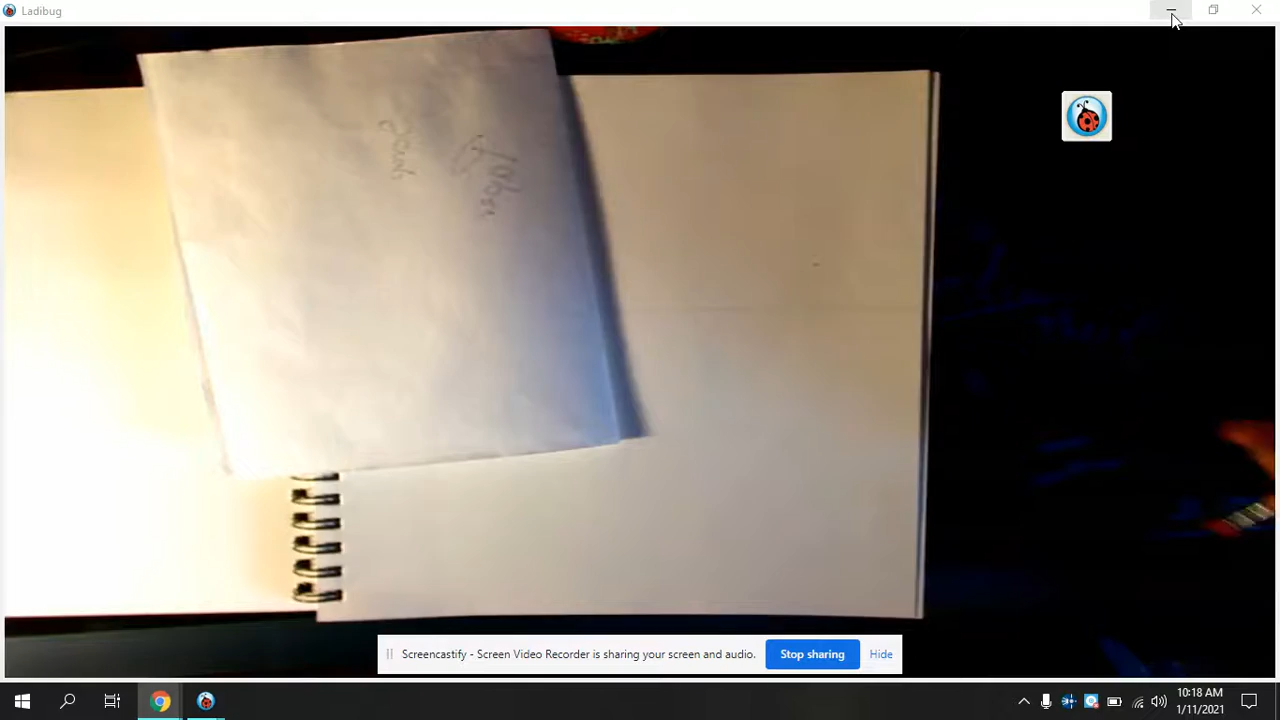 Ladibug
Screencastify - Screen Video Recorder is sharing your screen and audio.
Stop sharing
Hide
10:18 AM
1/11/2021